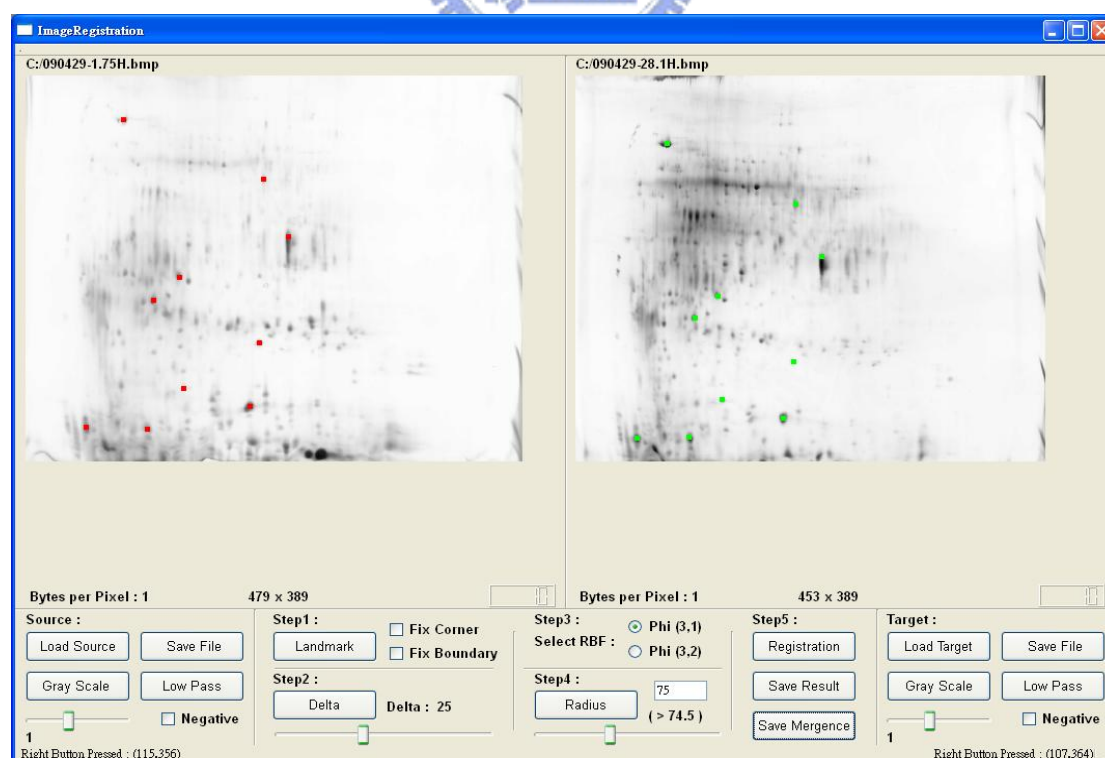 ImageRegistration
C:/090429-1.75H.bmp
C:/090429-28.1H.bmp
Bytes per Pixel : 1
479 x 389
10
Bytes per Pixel : 1
453 x 389
10
Source :
Load Source
Save File
Gray Scale
Low Pass
Negative
1
Right Button Pressed : (115,356)
Step1 :
Landmark
Fix Corner
Fix Boundary
Step2 :
Delta
Delta : 25
Step3 :
Select RBF :
Phi (3,1)
Phi (3,2)
Step4 :
Radius
75
( > 74.5 )
Step5 :
Registration
Save Result
Save Mergence
Target :
Load Target
Save File
Gray Scale
Low Pass
Negative
1
Right Button Pressed : (107,364)